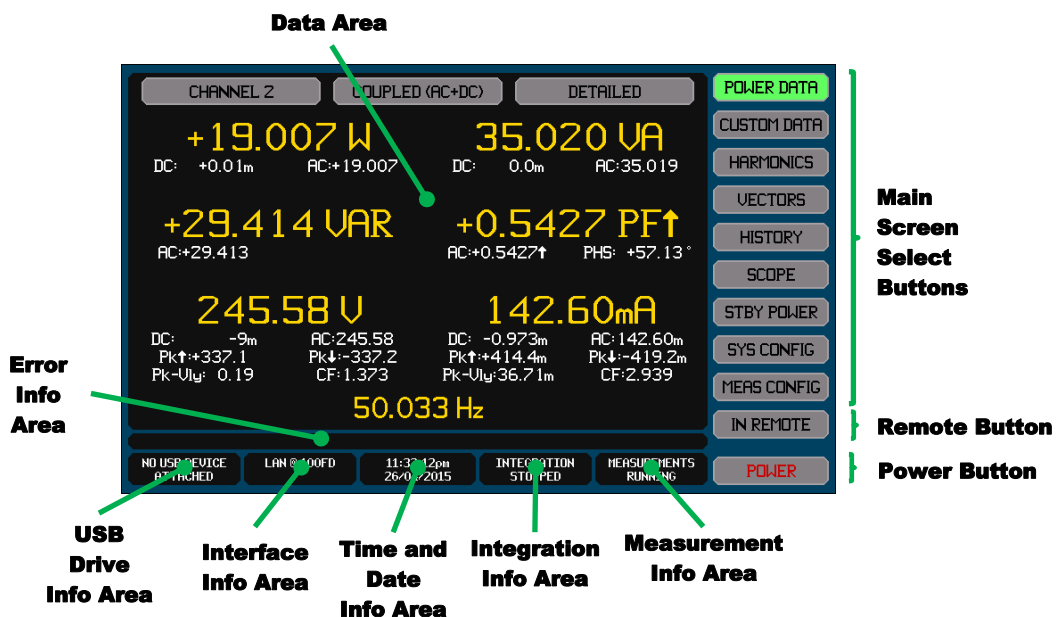 Data Area
CHANNEL 2
COUPLED (AC+DC)
DETAILED
+19.007 W
DC: +0.01m AC:+19.007
35.020 VA
DC: 0.0m AC:35.019
+29.414 VAR
AC:+29.413
+0.5427 PF↑
AC:+0.5427↑ PHS: +57.13°
245.58 V
DC: -9m AC:245.58
Pk↑:+337.1 Pk↓:-337.2
Pk-Vly: 0.19 CF:1.373
142.60mA
DC: -0.973m AC:142.60m
Pk↑:+414.4m Pk↓:-419.2m
Pk-Vly:36.71m CF:2.939
50.033 Hz
NO USB DEVICE
ATTACHED
LAN @ 100FD
11:33:12pm
2015
INTEGRATION
STOPPED
MEASUREMENTS
RUNNING
POWER DATA
CUSTOM DATA
HARMONICS
VECTORS
HISTORY
SCOPE
STBY POWER
SYS CONFIG
MEAS CONFIG
IN REMOTE
POWER
Main
Screen
Select
Buttons
Remote Button
Power Button
Error
Info
Area
USB
Drive
Info Area
Interface
Info Area
Time and
Date
Info Area
Integration
Info Area
Measurement
Info Area